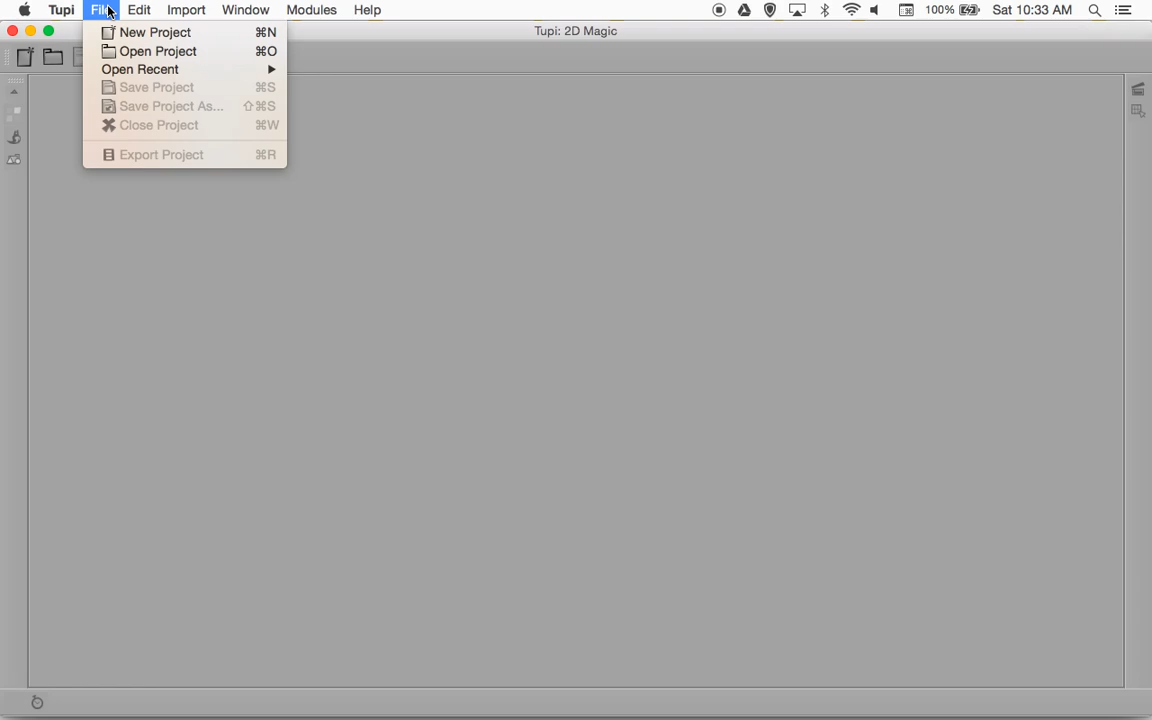 Tupi File Edit Import Window Modules Help 100% Sat 10:33 AM
Tupi: 2D Magic
New Project ⌘N
Open Project ⌘O
Open Recent ▶
Save Project ⌘S
Save Project As... ⇧⌘S
Close Project ⌘W
Export Project ⌘R